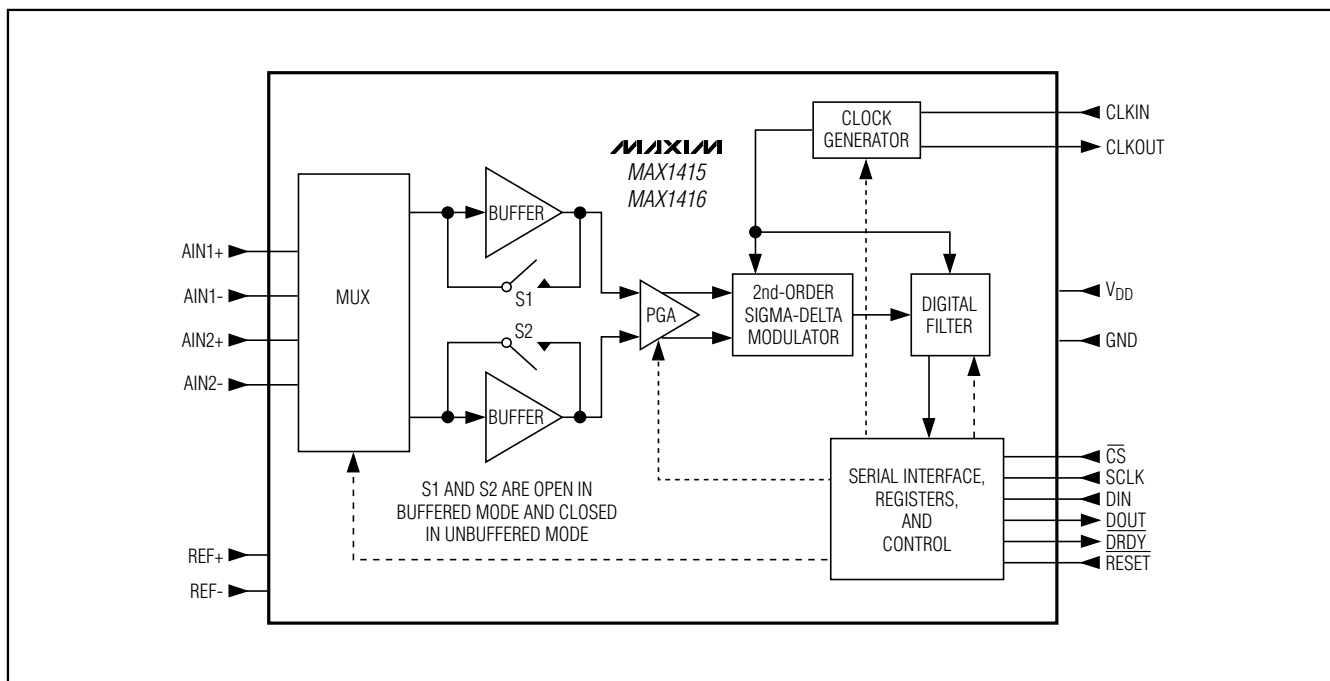 CLKIN
CLOCK
GENERATOR
CLKOUT
MAXIM
MAX1415
MAX1416
BUFFER
AIN1+
AIN1-
AIN2+
AIN2-
MUX
S1
PGA
2nd-ORDER
SIGMA-DELTA
MODULATOR
DIGITAL
FILTER
VDD
GND
S2
BUFFER
S1 AND S2 ARE OPEN IN
BUFFERED MODE AND CLOSED
IN UNBUFFERED MODE
SERIAL INTERFACE,
REGISTERS,
AND
CONTROL
CS
SCLK
DIN
DOUT
DRDY
RESET
REF+
REF-